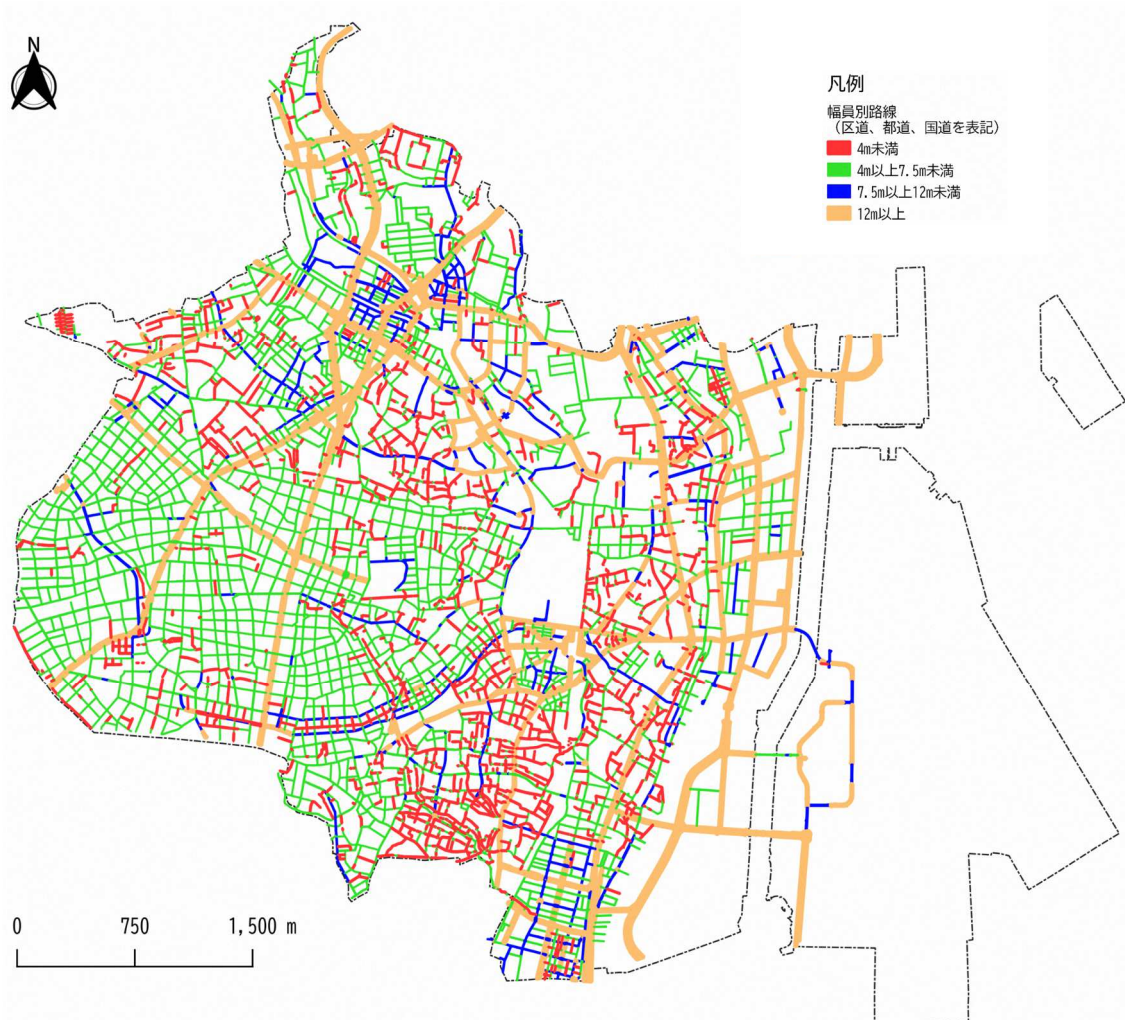 N
凡例
幅員別路線
(区道、都道、国道を表記)
4m未満
4m以上7.5m未満
7.5m以上12m未満
12m以上
0 750 1,500 m